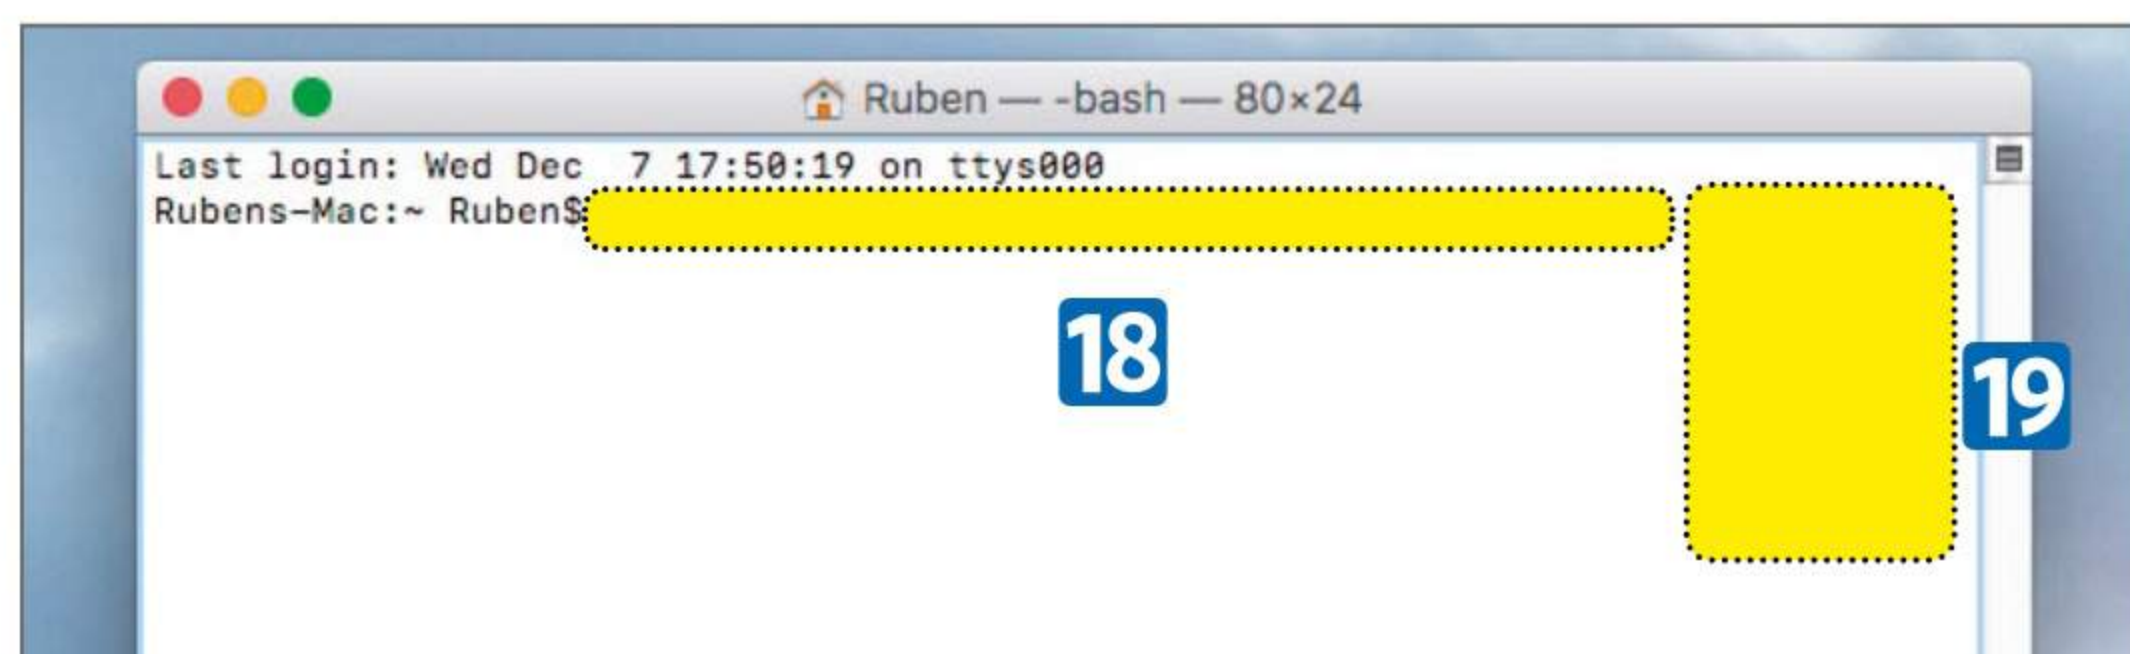 Ruben — -bash — 80×24
Last login: Wed Dec  7 17:50:19 on ttys000
Rubens-Mac:~ Ruben$
18
19